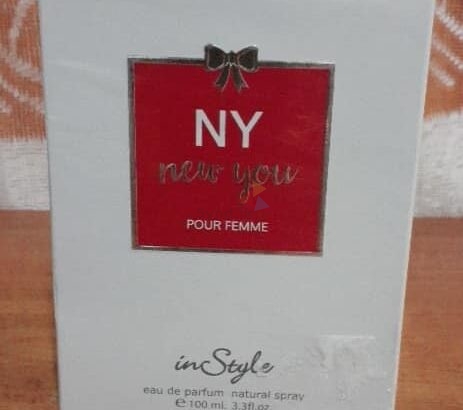 NY
new you
POUR FEMME
inStyle
eau de parfum natural spray
℮ 100 ml. 3.3fl.oz